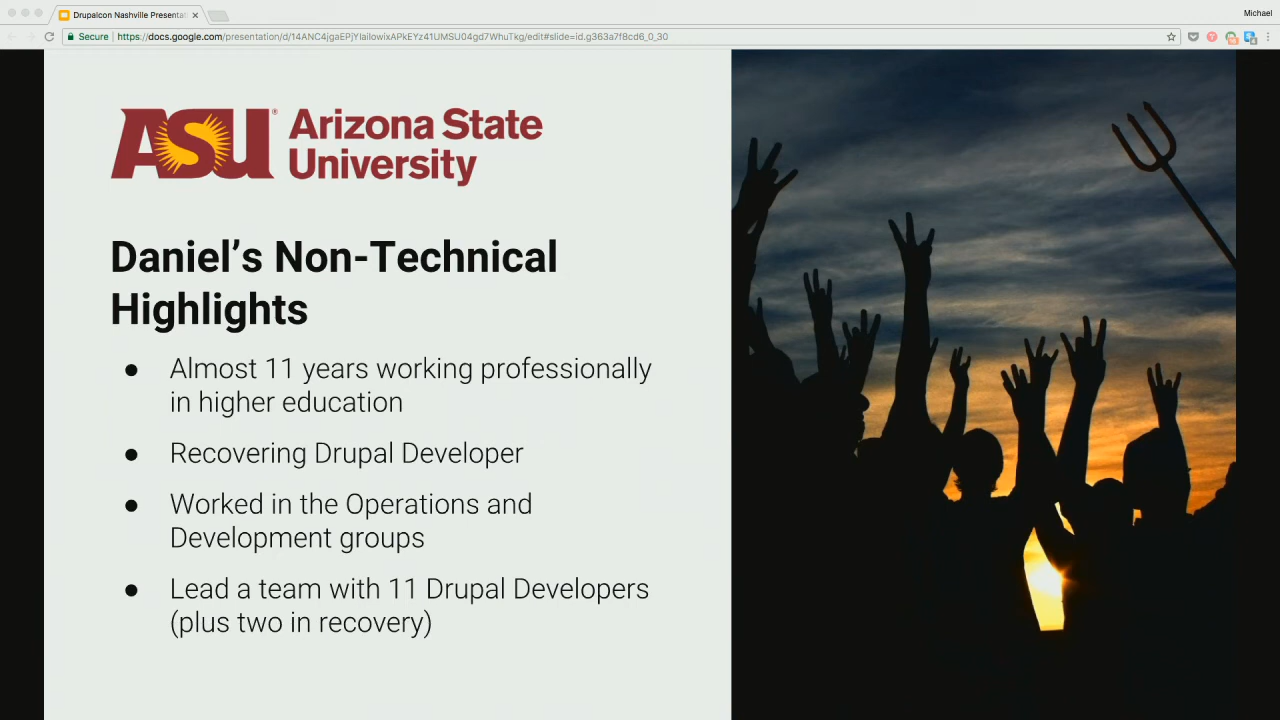 Drupalcon Nashville Presentat
Michael
Secure
https://docs.google.com/presentation/d/14ANC4jgaEPjYIailowixAPkEYz41UMSU04gd7WhuTkg/edit#slide=id.g363a7f8cd6_0_30
ASU® Arizona State
University
Daniel’s Non-Technical
Highlights
● Almost 11 years working professionally
in higher education
● Recovering Drupal Developer
● Worked in the Operations and
Development groups
● Lead a team with 11 Drupal Developers
(plus two in recovery)